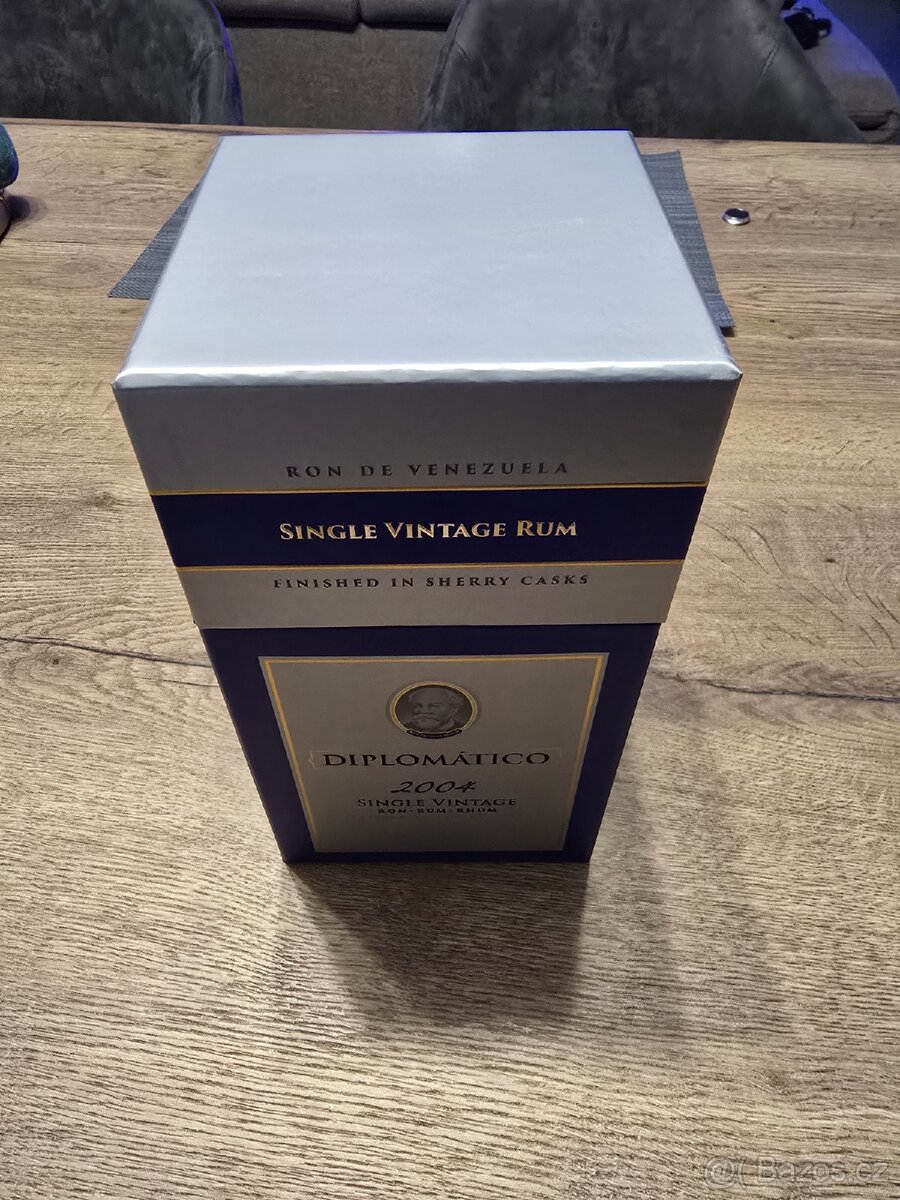 RON DE VENEZUELA
SINGLE VINTAGE RUM
FINISHED IN SHERRY CASKS
DIPLOMÁTICO
2004
SINGLE VINTAGE
RON · RUM · RHUM
Bazos.cz